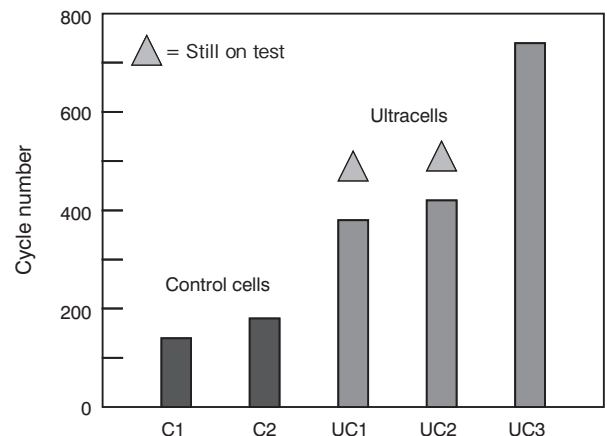 800
= Still on test
600
Ultracells
Cycle number
400
Control cells
200
0
C1 C2 UC1 UC2 UC3